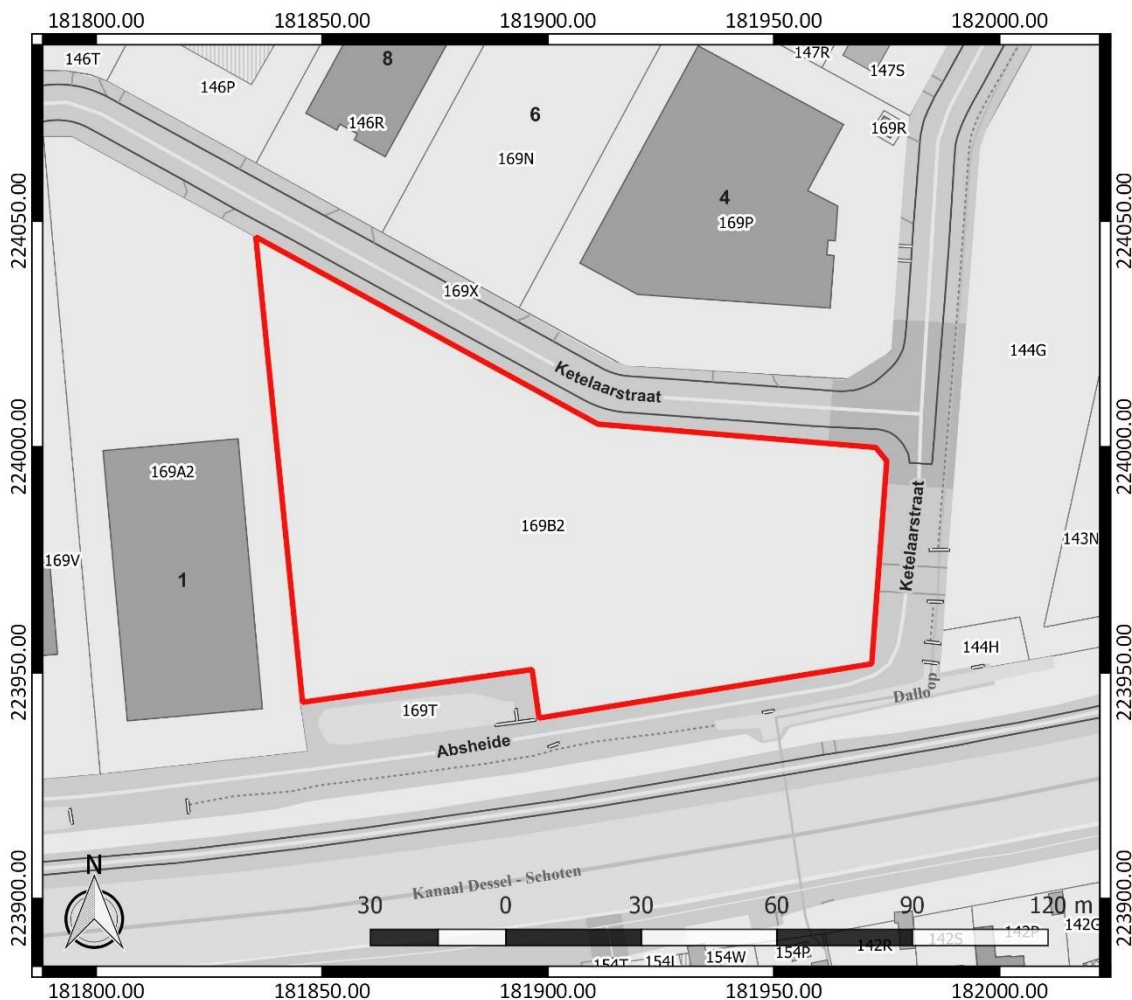 181800.00 181850.00 181900.00 181950.00 182000.00
146T
8
147R
147S
146P
6
146R
169R
169N
4
169P
224050.00
224050.00
169X
144G
Ketelaarstraat
224000.00
224000.00
169A2
169B2
Ketelaarstraat
143N
169V
1
144H
223950.00
223950.00
Dalloop
169T
Absheide
N
Kanaal Dessel - Schoten
223900.00
223900.00
30 0 30 60 90 120 m
142G
142P
142S
142R
154P
154W
154T
181800.00 181850.00 181900.00 181950.00 182000.00